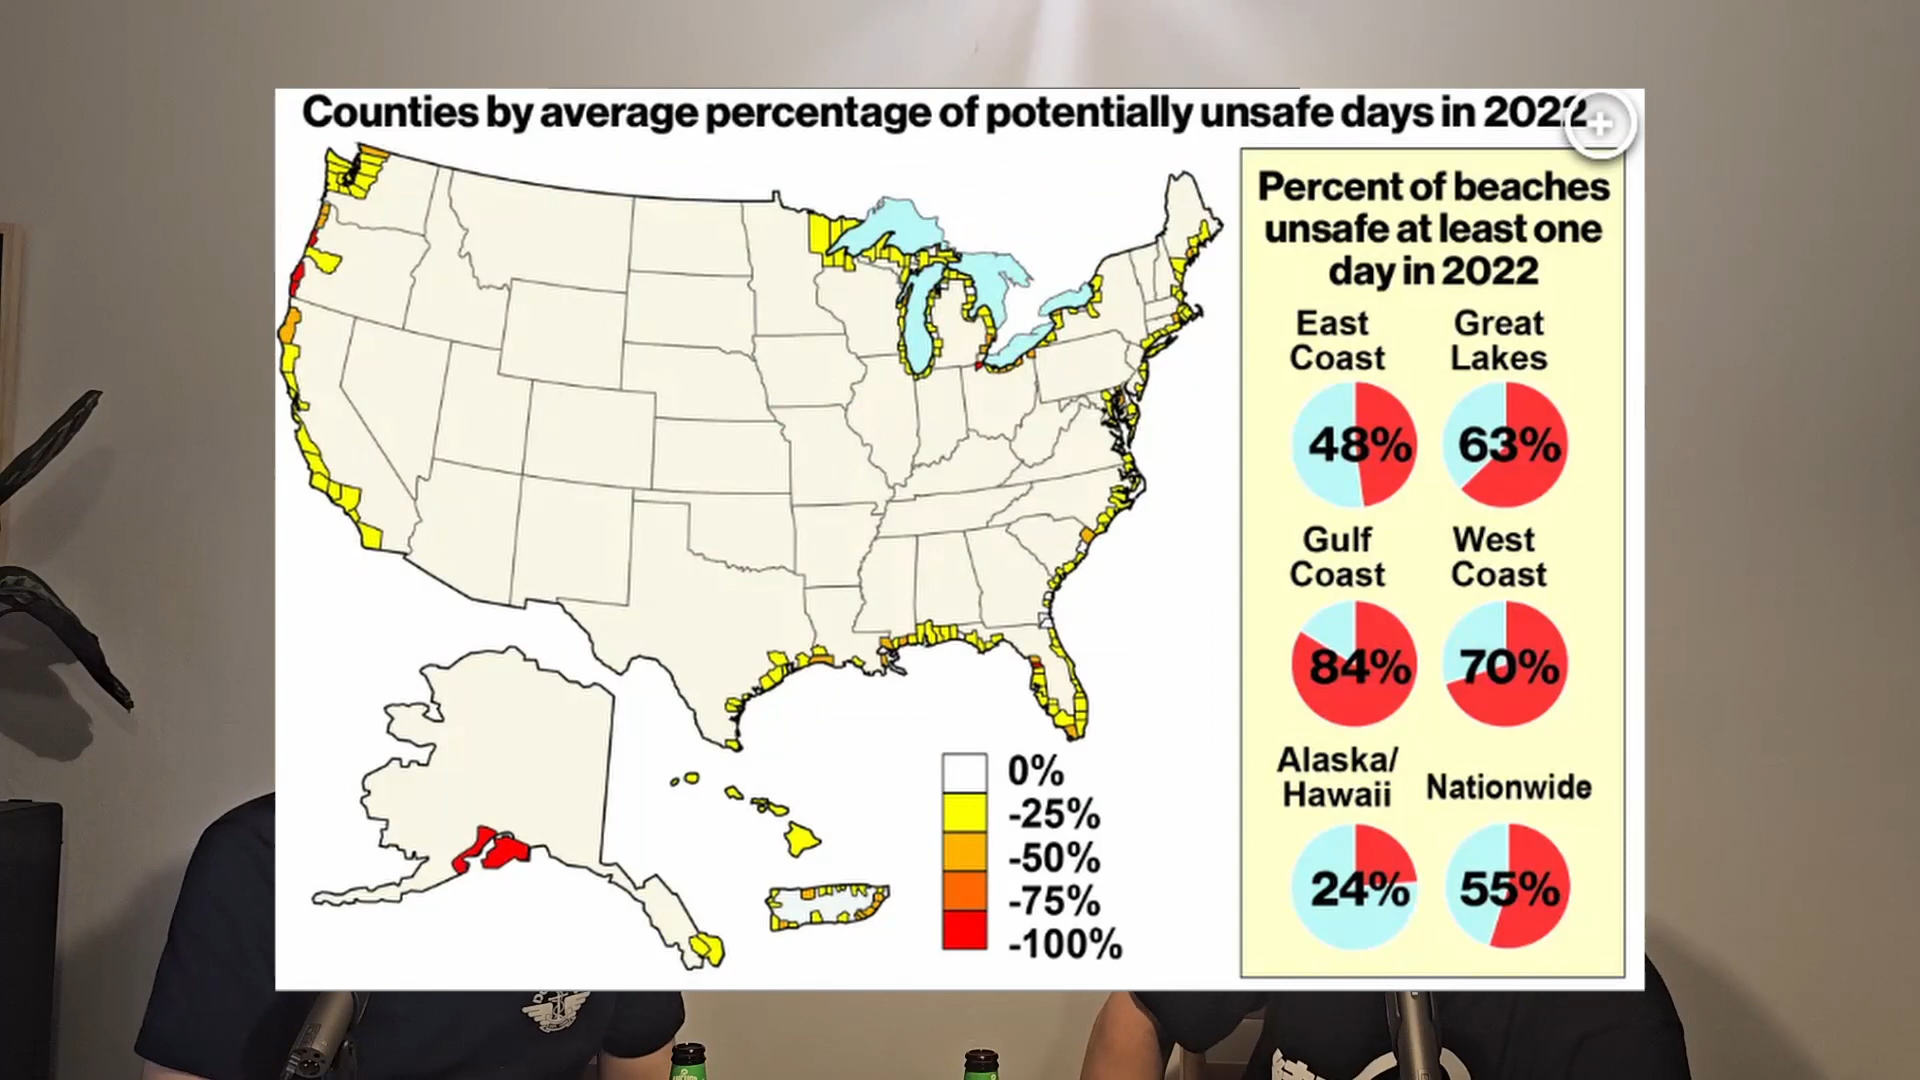 Counties by average percentage of potentially unsafe days in 2022
Percent of beaches
unsafe at least one
day in 2022
East
Coast
48%
Great
Lakes
63%
Gulf
Coast
84%
West
Coast
70%
Alaska/
Hawaii
24%
Nationwide
55%
0%
-25%
-50%
-75%
-100%